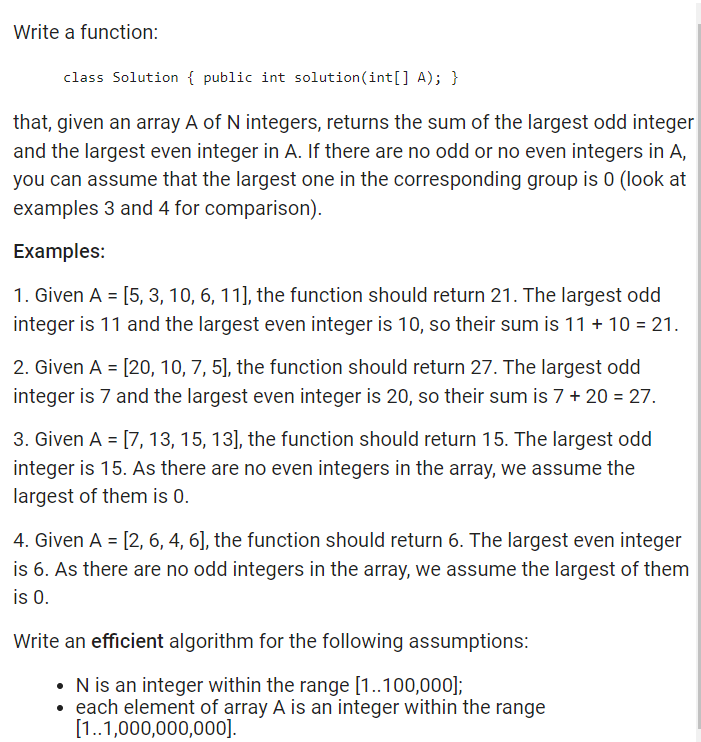 Write a function:
class Solution { public int solution(int[] A); }
that, given an array A of N integers, returns the sum of the largest odd integer
and the largest even integer in A. If there are no odd or no even integers in A,
you can assume that the largest one in the corresponding group is 0 (look at
examples 3 and 4 for comparison).
Examples:
1. Given A = [5, 3, 10, 6, 11], the function should return 21. The largest odd
integer is 11 and the largest even integer is 10, so their sum is 11 + 10 = 21.
2. Given A = [20, 10, 7, 5], the function should return 27. The largest odd
integer is 7 and the largest even integer is 20, so their sum is 7 + 20 = 27.
3. Given A = [7, 13, 15, 13], the function should return 15. The largest odd
integer is 15. As there are no even integers in the array, we assume the
largest of them is 0.
4. Given A = [2, 6, 4, 6], the function should return 6. The largest even integer
is 6. As there are no odd integers in the array, we assume the largest of them
is 0.
Write an efficient algorithm for the following assumptions:
• N is an integer within the range [1..100,000];
• each element of array A is an integer within the range
[1..1,000,000,000].